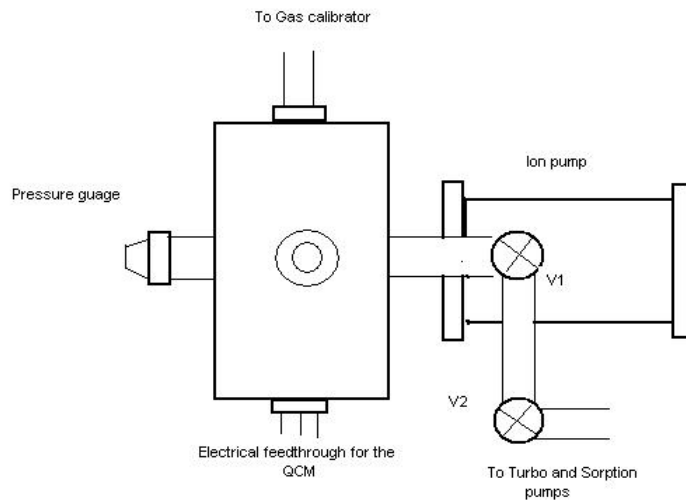 To Gas calibrator
Ion pump
Pressure guage
V1
V2
Electrical feedthrough for the
QCM
To Turbo and Sorption
pumps